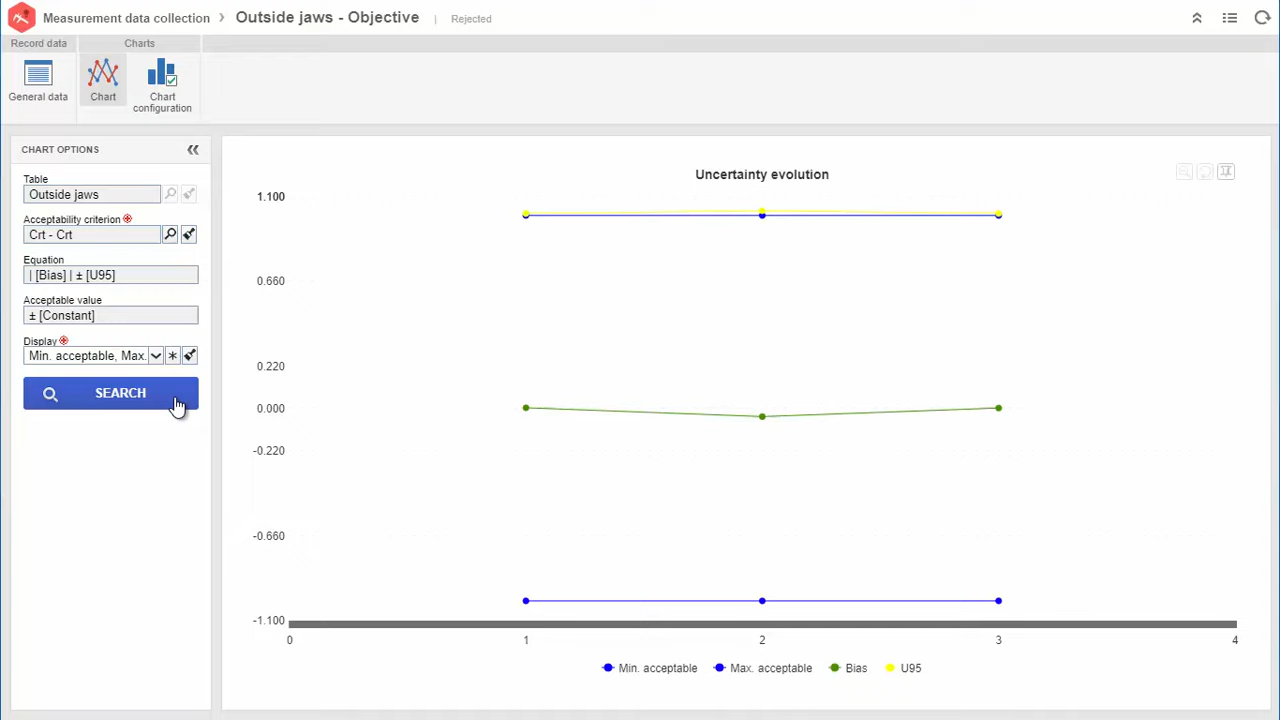 Measurement data collection › Outside jaws - Objective | Rejected
Record data Charts
General data Chart Chart configuration
CHART OPTIONS
Table
Outside jaws
Acceptability criterion
Crt - Crt
Equation
| [Bias] | ± [U95]
Acceptable value
± [Constant]
Display
Min. acceptable, Max.
SEARCH
Uncertainty evolution
1.100
0.660
0.220
0.000
-0.220
-0.660
-1.100
0 1 2 3 4
Min. acceptable Max. acceptable Bias U95